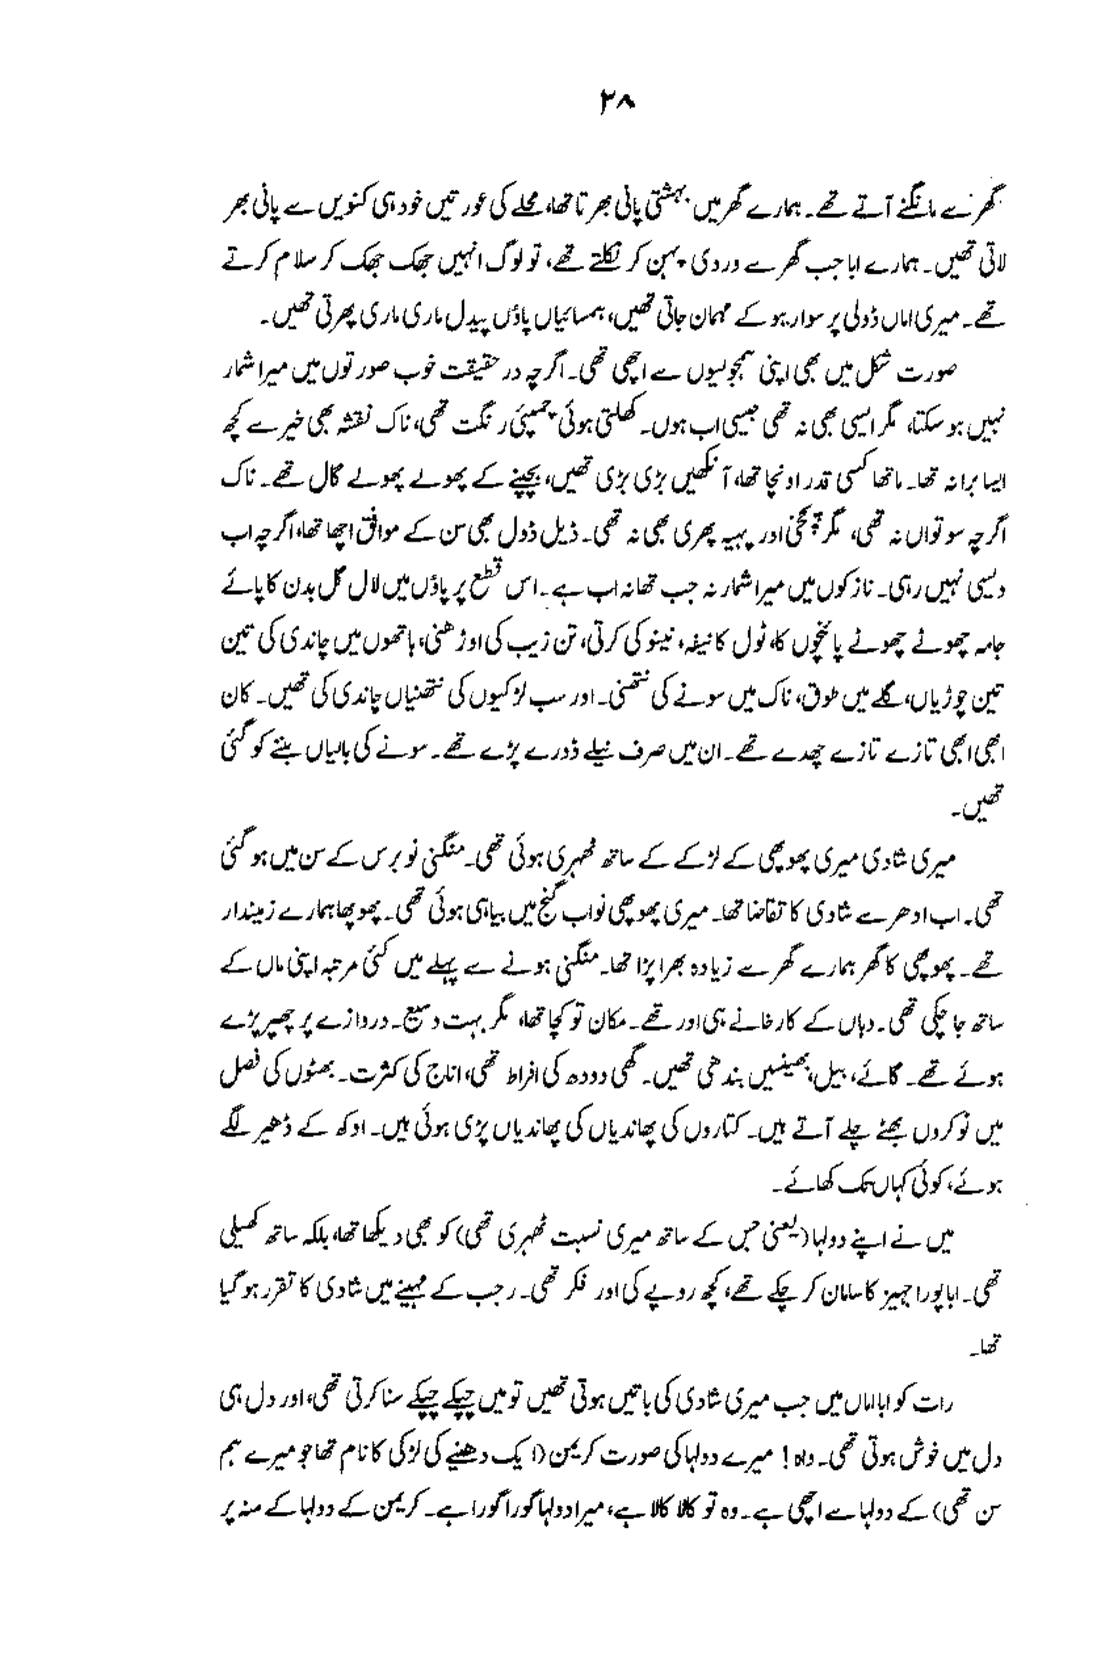 ۳۸
گھر سے مانگنے آتے تھے۔ ہمارے گھر میں بہشتی پانی بھرتا تھا، محلے کی عورتیں خود ہی کنویں سے پانی بھر
لاتی تھیں۔ ہمارے ابا جب گھر سے وردی پہن کر نکلتے تھے، تو لوگ انہیں جھک جھک کر سلام کرتے
تھے۔ میری اماں ڈولی پر سوار ہو کے مہمان جاتی تھیں، ہمسائیاں پاؤں پیدل ماری ماری پھرتی تھیں۔
صورت شکل میں بھی اپنی ہمجولیوں سے اچھی تھی۔ اگرچہ در حقیقت خوب صورتوں میں میرا شمار
نہیں ہو سکتا، مگر ایسی بھی نہ تھی جیسی اب ہوں۔ کھلتی ہوئی چمپئی رنگت تھی، ناک نقشہ بھی خیر سے کچھ
ایسا برا نہ تھا۔ ماتھا کسی قدر اونچا تھا، آنکھیں بڑی بڑی تھیں، بچپنے کے پھولے پھولے گال تھے۔ ناک
اگرچہ سوتواں نہ تھی، مگر چپٹی اور پہیہ پھری بھی نہ تھی۔ ڈیل ڈول بھی سن کے موافق اچھا تھا، اگرچہ اب
ویسی نہیں رہی۔ نازکوں میں میرا شمار نہ جب تھا نہ اب ہے۔ اس قطع پر پاؤں میں لال گل بدن کا پائے
جامہ چھوٹے چھوٹے پائنچوں کا، ٹول کا نیفہ، نینو کی کرتی، تن زیب کی اوڑھنی، ہاتھوں میں چاندی کی تین
تین چوڑیاں، گلے میں طوق، ناک میں سونے کی نتھنی۔ اور سب لڑکیوں کی نتھنیاں چاندی کی تھیں۔ کان
ابھی ابھی تازے تازے چھدے تھے۔ ان میں صرف نیلے ڈورے پڑے تھے۔ سونے کی بالیاں بننے کو گئی
تھیں۔
میری شادی میری پھوپھی کے لڑکے کے ساتھ ٹھہری ہوئی تھی۔ منگنی نو برس کے سن میں ہو گئی
تھی۔ اب ادھر سے شادی کا تقاضا تھا۔ میری پھوپھی نواب گنج میں بیاہی ہوئی تھی۔ پھوپھا ہمارے زمیندار
تھے۔ پھوپھی کا گھر ہمارے گھر سے زیادہ بھرا پڑا تھا۔ منگنی ہونے سے پہلے میں کئی مرتبہ اپنی ماں کے
ساتھ جا چکی تھی۔ وہاں کے کارخانے ہی اور تھے۔ مکان تو کچا تھا، مگر بہت وسیع۔ دروازے پر چھپر پڑے
ہوئے تھے۔ گائے، بیل، بھینسیں بندھی تھیں۔ گھی دودھ کی افراط تھی، اناج کی کثرت۔ بھٹوں کی فصل
میں ٹوکروں بھٹے چلے آتے ہیں۔ کتاروں کی پھاندیاں کی پھاندیاں پڑی ہوئی ہیں۔ اوکھ کے ڈھیر لگے
ہوئے، کوئی کہاں تک کھائے۔
میں نے اپنے دولہا (یعنی جس کے ساتھ میری نسبت ٹھہری تھی) کو بھی دیکھا تھا، بلکہ ساتھ کھیلی
تھی۔ ابا پورا جہیز کا سامان کر چکے تھے، کچھ روپے کی اور فکر تھی۔ رجب کے مہینے میں شادی کا تقرر ہو گیا
تھا۔
رات کو ابا اماں میں جب میری شادی کی باتیں ہوتی تھیں تو میں چپکے چپکے سنا کرتی تھی، اور دل ہی
دل میں خوش ہوتی تھی۔ واہ! میرے دولہا کی صورت کریمن (ایک دھنیے کی لڑکی کا نام تھا جو میرے ہم
سن تھی) کے دولہا سے اچھی ہے۔ وہ تو کالا کالا ہے، میرا دولہا گورا گورا ہے۔ کریمن کے دولہا کے منہ پر